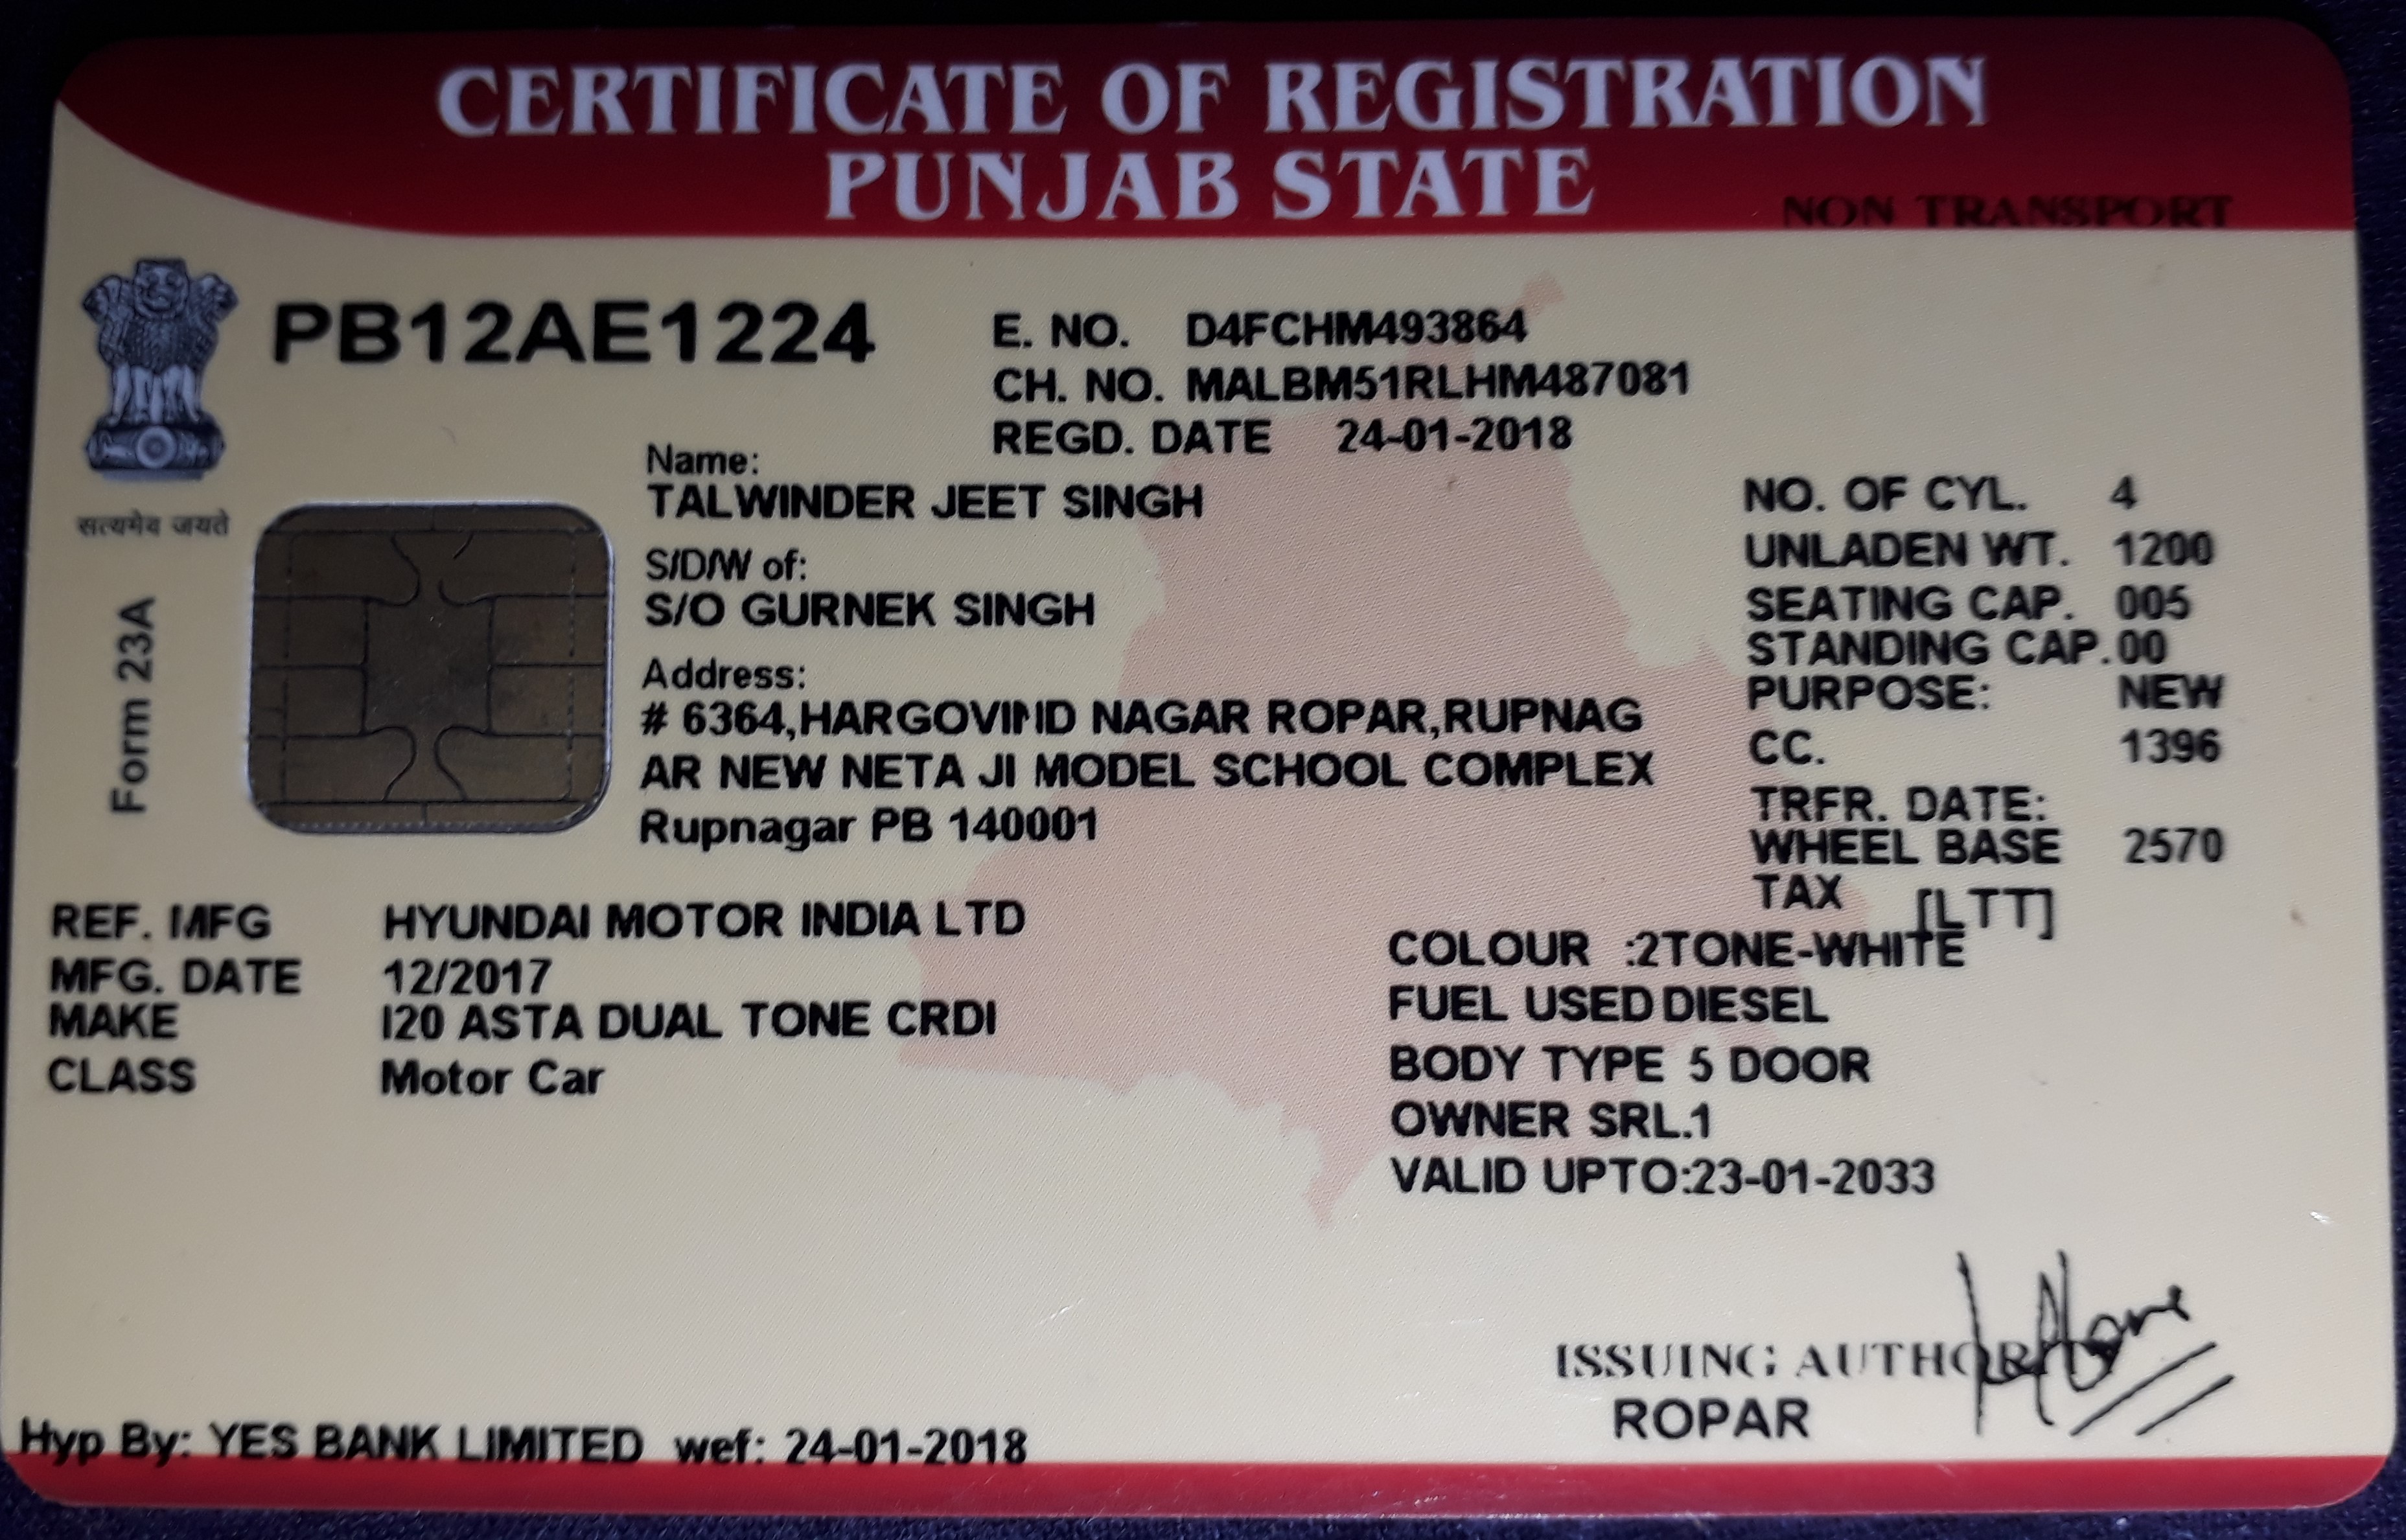 CERTIFICATE OF REGISTRATION
PUNJAB STATE
NON TRANSPORT
PB12AE1224
E. NO. D4FCHM493864
CH. NO. MALBM51RLHM487081
REGD. DATE 24-01-2018
सत्यमेव जयते
Form 23A
Name:
TALWINDER JEET SINGH
S/D/W of:
S/O GURNEK SINGH
Address:
# 6364,HARGOVIND NAGAR ROPAR,RUPNAG
AR NEW NETA JI MODEL SCHOOL COMPLEX
Rupnagar PB 140001
NO. OF CYL. 4
UNLADEN WT. 1200
SEATING CAP. 005
STANDING CAP.00
PURPOSE: NEW
CC. 1396
TRFR. DATE:
WHEEL BASE 2570
TAX [LTT]
REF. MFG HYUNDAI MOTOR INDIA LTD
MFG. DATE 12/2017
MAKE I20 ASTA DUAL TONE CRDI
CLASS Motor Car
COLOUR :2TONE-WHITE
FUEL USED DIESEL
BODY TYPE 5 DOOR
OWNER SRL.1
VALID UPTO:23-01-2033
ISSUING
ROPAR
Hyp By: YES BANK LIMITED wef: 24-01-2018